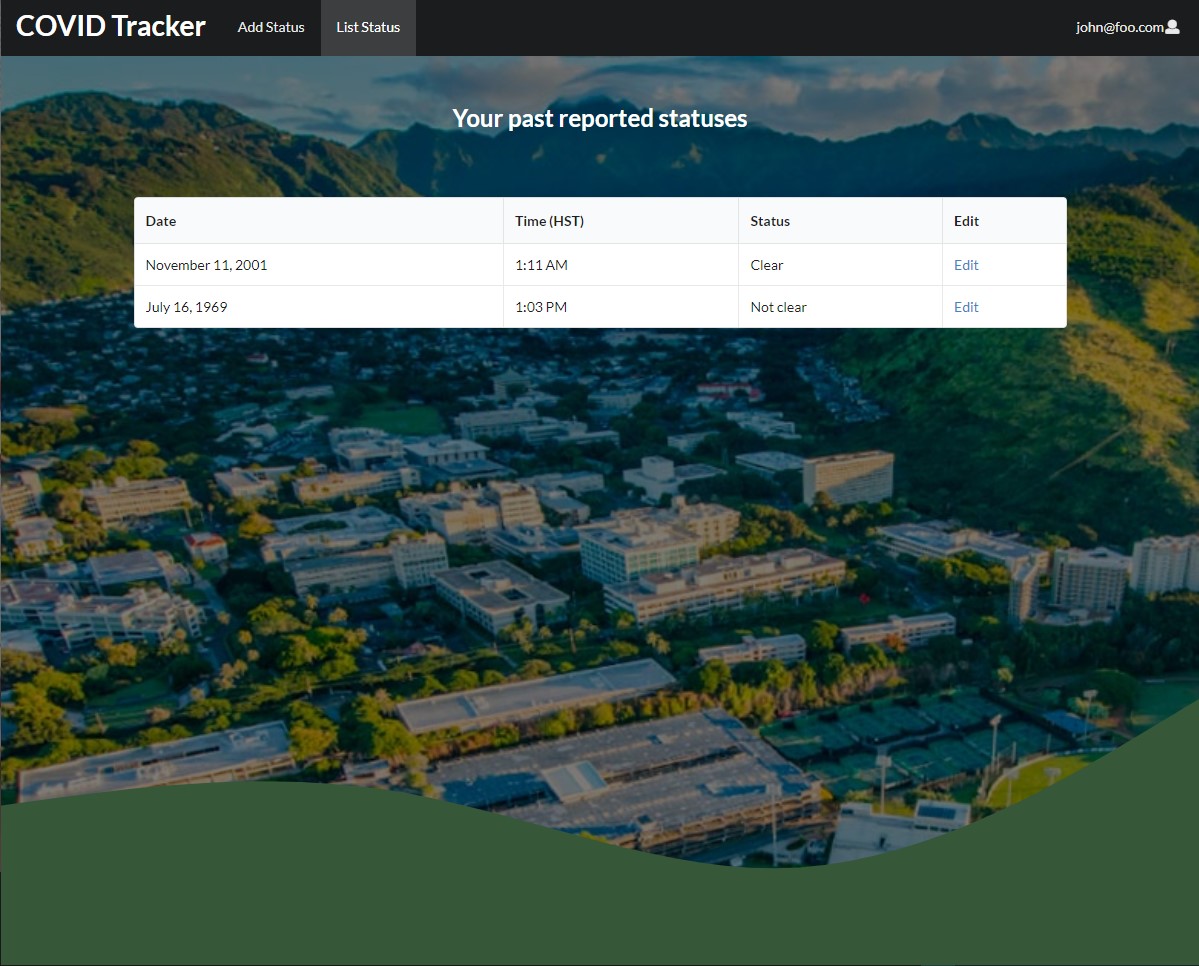 COVID Tracker Add Status List Status john@foo.com
Your past reported statuses
Date Time (HST) Status Edit
November 11, 2001 1:11 AM Clear Edit
July 16, 1969 1:03 PM Not clear Edit